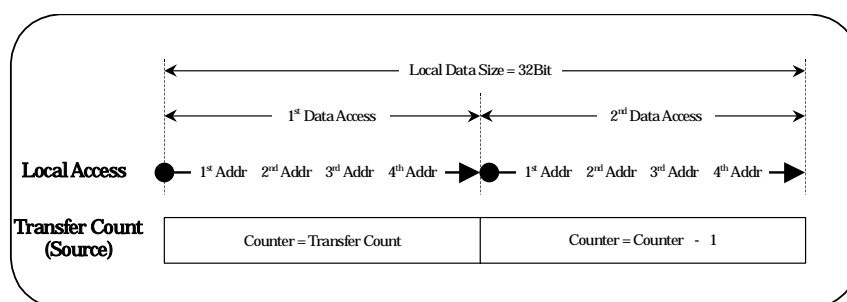 Local Data Size = 32Bit
1st Data Access 2nd Data Access
Local Access 1st Addr 2nd Addr 3rd Addr 4th Addr 1st Addr 2nd Addr 3rd Addr 4th Addr
Transfer Count
(Source)
Counter = Transfer Count Counter = Counter - 1